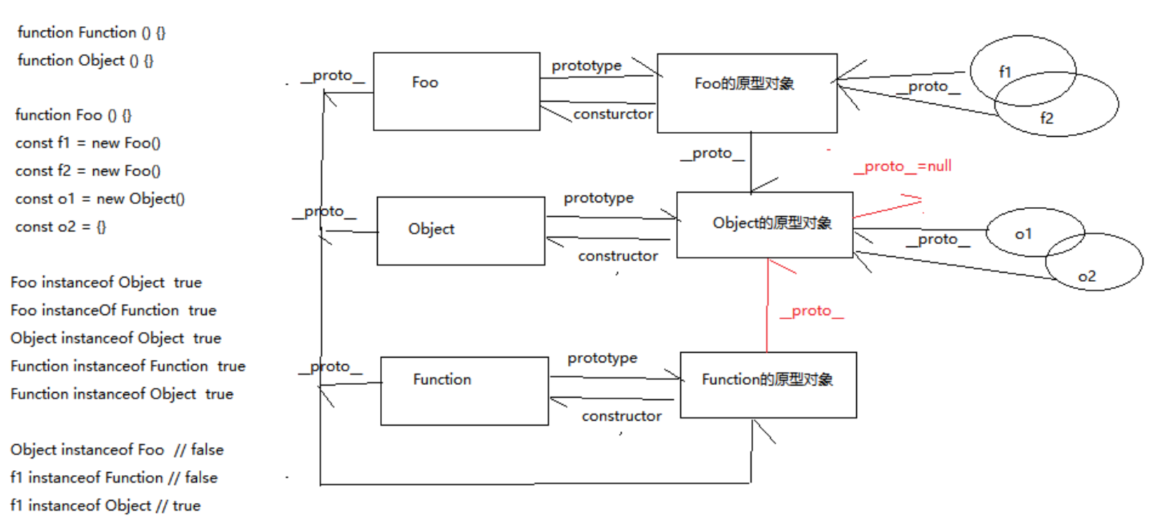 function Function () {}
function Object () {}
function Foo () {}
const f1 = new Foo()
const f2 = new Foo()
const o1 = new Object()
const o2 = {}
Foo instanceof Object  true
Foo instanceOf Function  true
Object instanceof Object  true
Function instanceof Function  true
Function instanceof Object  true
Object instanceof Foo  // false
f1 instanceof Function // false
f1 instanceof Object // true
__proto__
Foo
prototype
consturctor
Foo的原型对象
__proto__
f1
f2
__proto__
__proto__=null
__proto__
Object
prototype
constructor
,
Object的原型对象
__proto__
o1
o2
__proto__
__proto__
Function
prototype
constructor
,
Function的原型对象